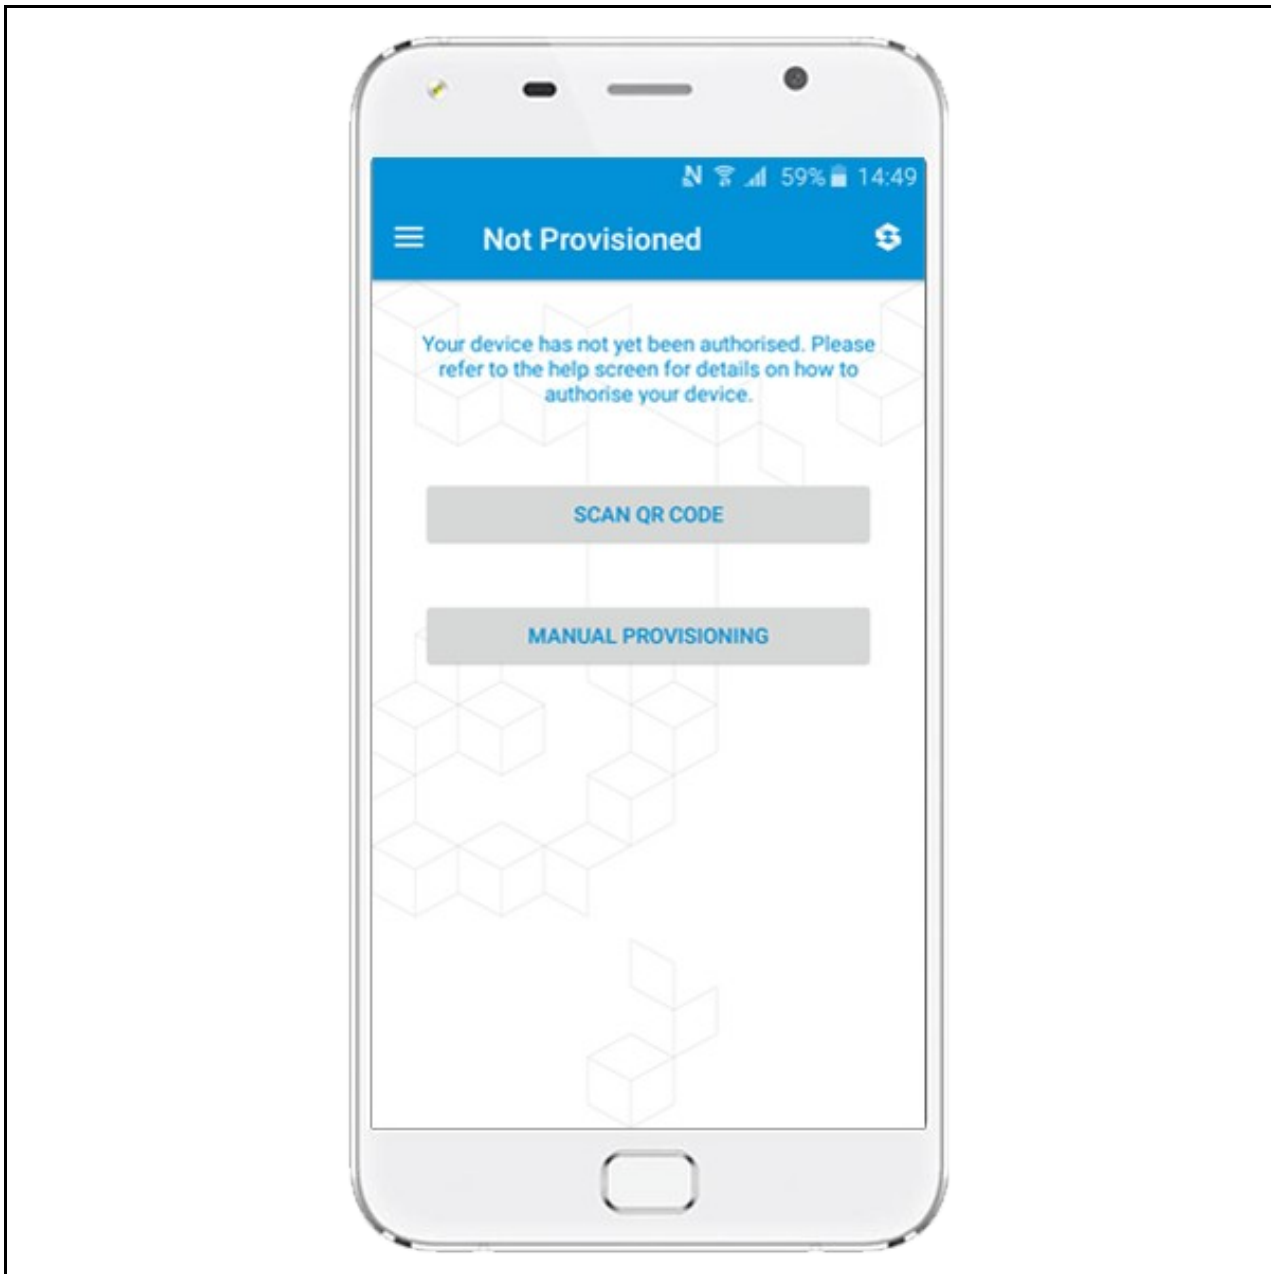 59% 14:49
Not Provisioned
Your device has not yet been authorised. Please
refer to the help screen for details on how to
authorise your device.
SCAN QR CODE
MANUAL PROVISIONING